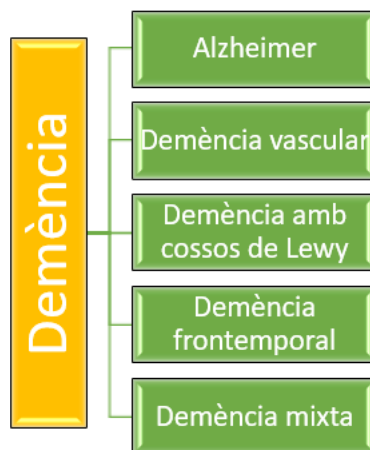 Demència
Alzheimer
Demència vascular
Demència amb
cossos de Lewy
Demència
frontemporal
Demència mixta